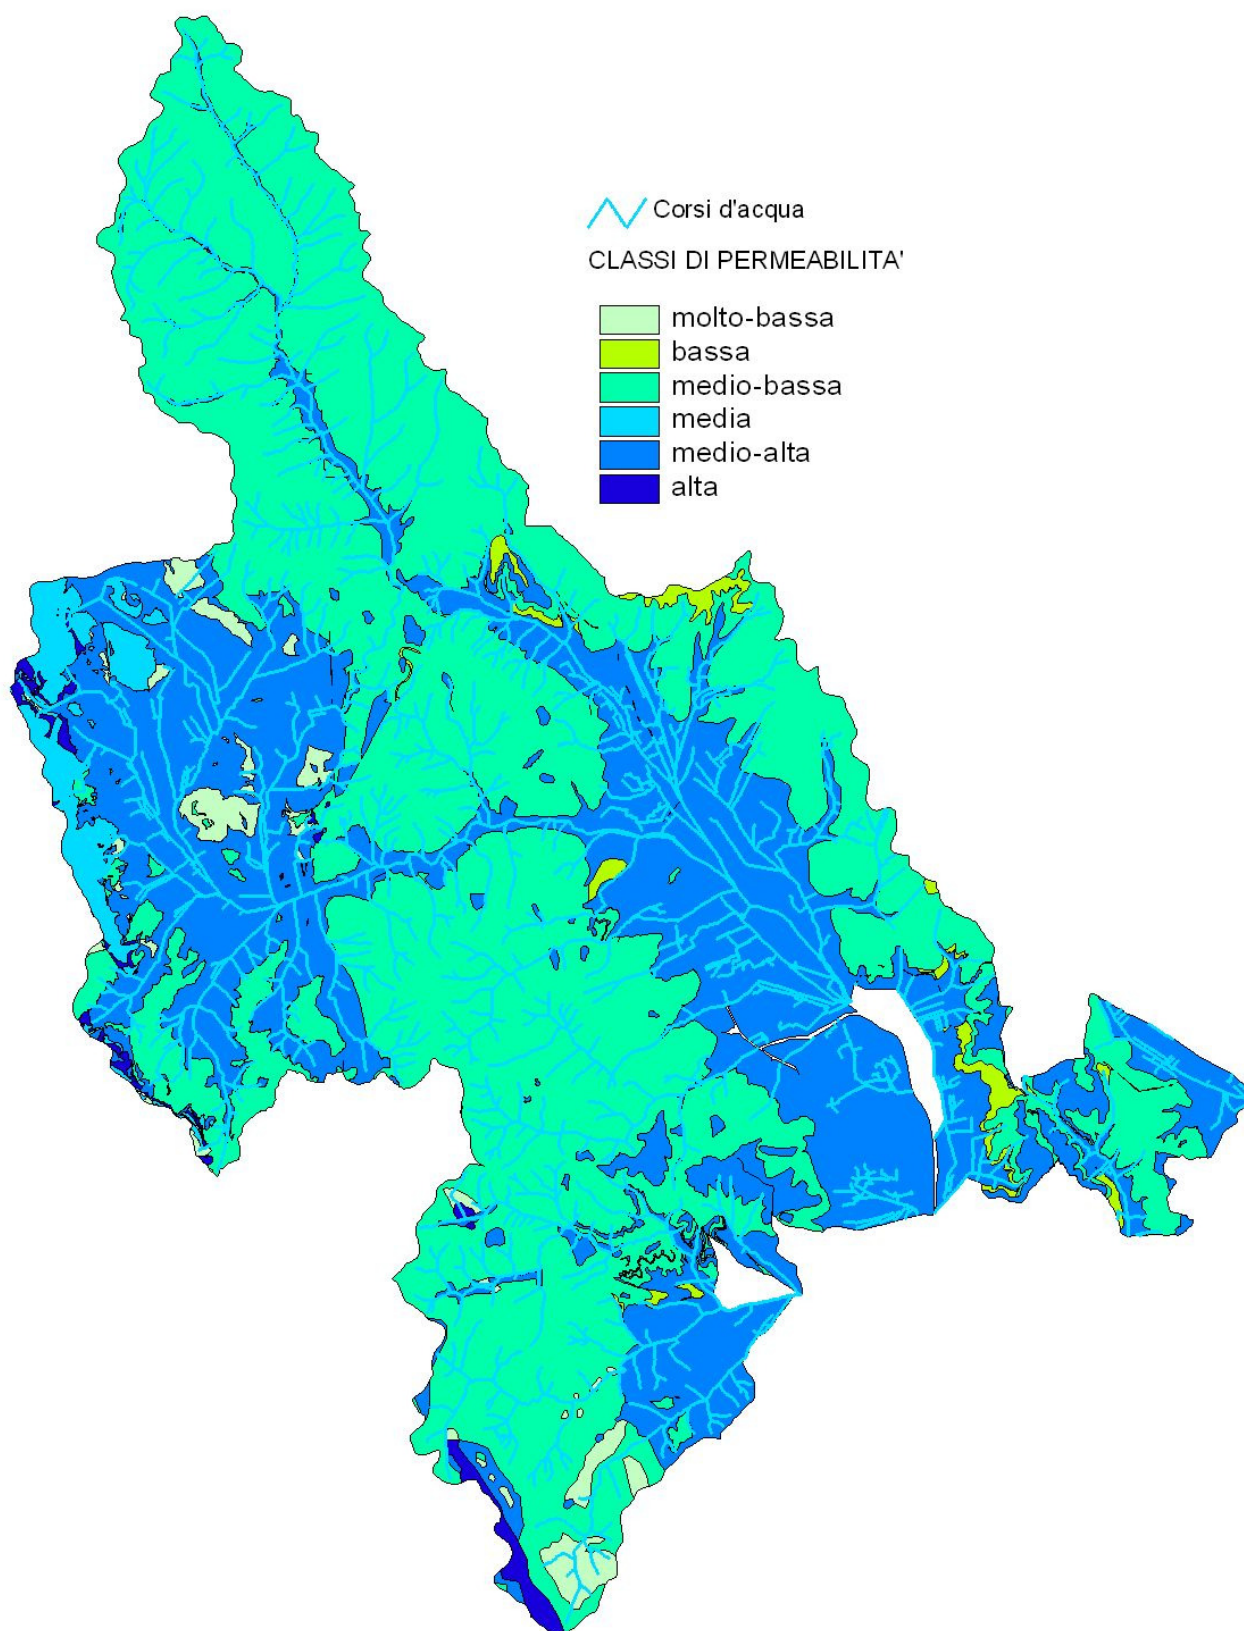 Corsi d'acqua
CLASSI DI PERMEABILITA'
molto-bassa
bassa
medio-bassa
media
medio-alta
alta